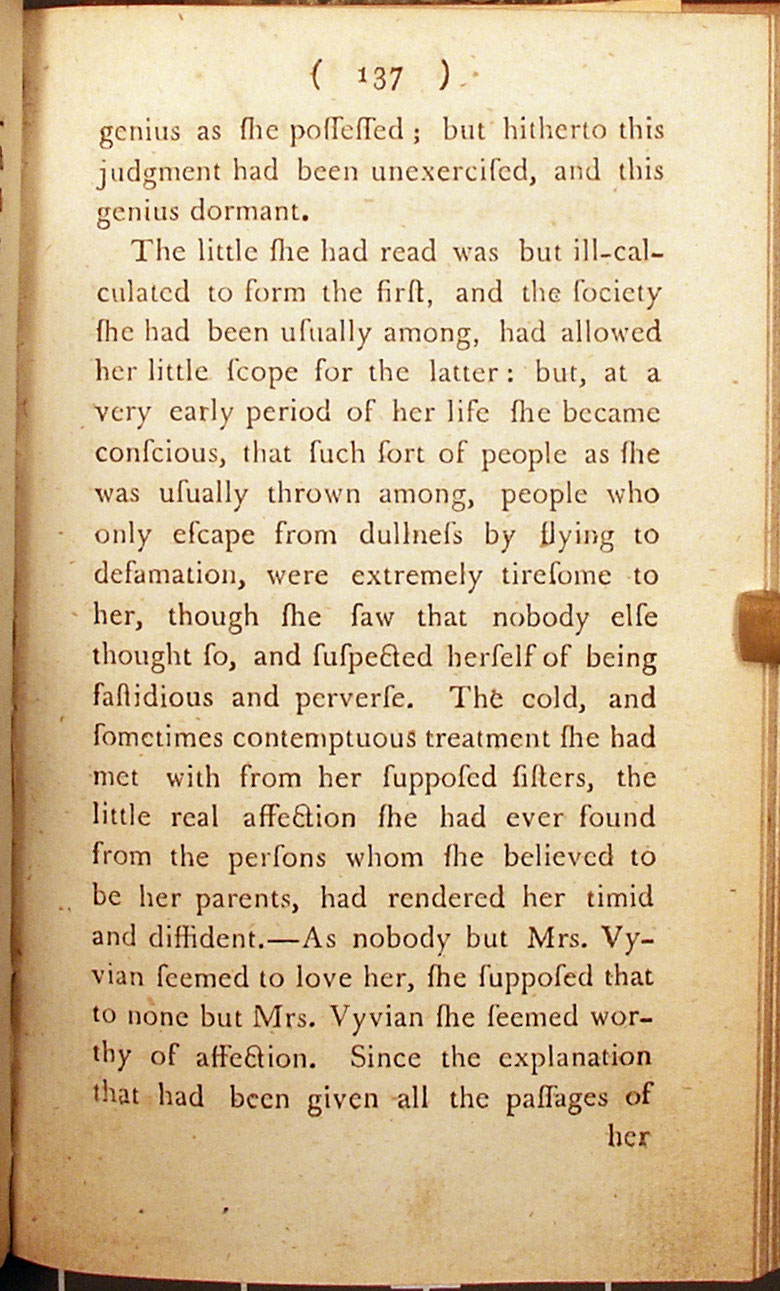 ( 137 )
genius as ſhe poſſeſſed ; but hitherto this
judgment had been unexerciſed, and this
genius dormant.
The little ſhe had read was but ill-cal-
culated to form the firſt, and the ſociety
ſhe had been uſually among, had allowed
her little ſcope for the latter: but, at a
very early period of her life ſhe became
conſcious, that ſuch ſort of people as ſhe
was uſually thrown among, people who
only eſcape from dullneſs by flying to
defamation, were extremely tireſome to
her, though ſhe ſaw that nobody elſe
thought ſo, and ſuſpected herſelf of being
faſtidious and perverſe. The cold, and
ſometimes contemptuous treatment ſhe had
met with from her ſuppoſed ſiſters, the
little real affection ſhe had ever found
from the perſons whom ſhe believed to
be her parents, had rendered her timid
and diffident.—As nobody but Mrs. Vy-
vian ſeemed to love her, ſhe ſuppoſed that
to none but Mrs. Vyvian ſhe ſeemed wor-
thy of affection. Since the explanation
that had been given all the paſſages of
her